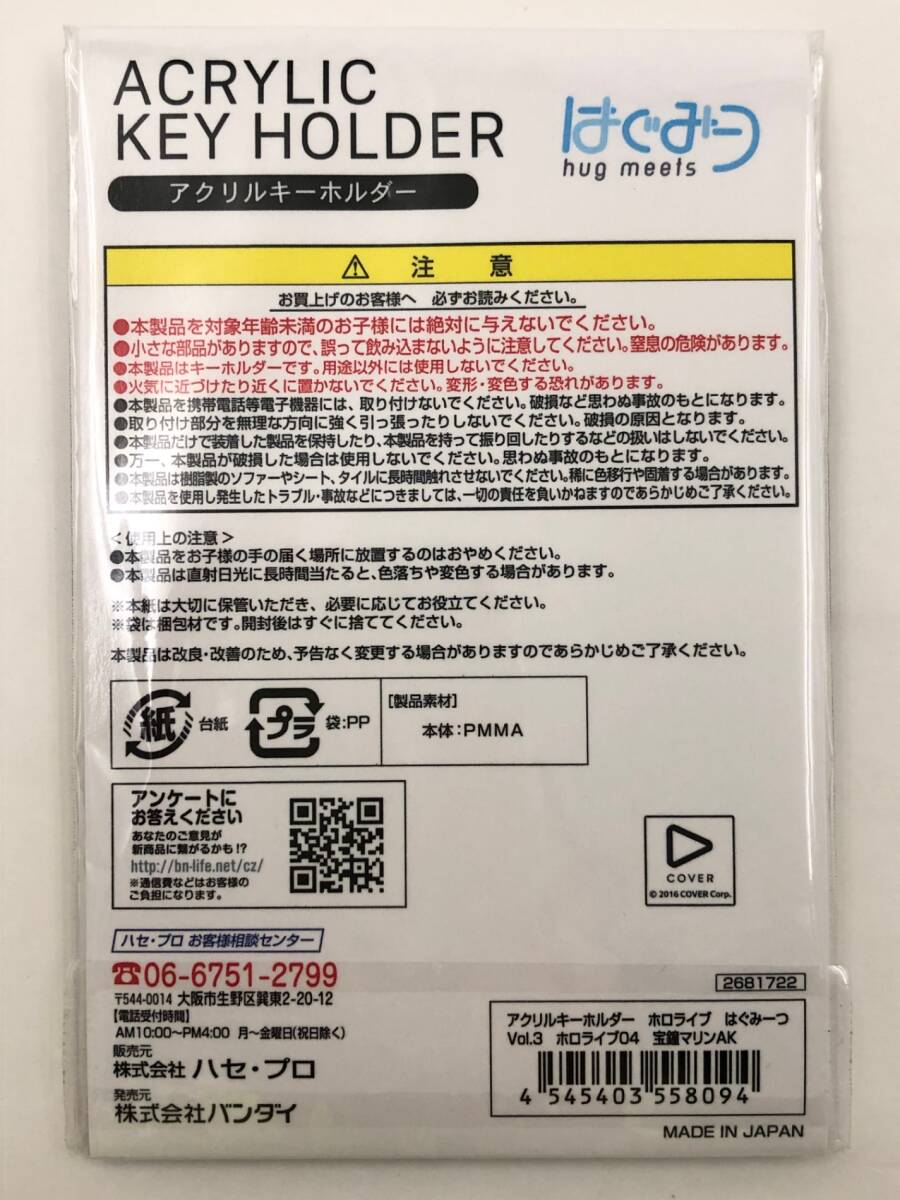 ACRYLIC
KEY HOLDER
アクリルキーホルダー
はぐみーつ
hug meets
⚠ 注 意
お買上げのお客様へ 必ずお読みください。
●本製品を対象年齢未満のお子様には絶対に与えないでください。
●小さな部品がありますので、誤って飲み込まないように注意してください。窒息の危険があります。
●本製品はキーホルダーです。用途以外には使用しないでください。
●火気に近づけたり近くに置かないでください。変形・変色する恐れがあります。
●本製品を携帯電話等電子機器には、取り付けないでください。破損など思わぬ事故のもとになります。
●取り付け部分を無理な方向に強く引っ張ったりしないでください。破損の原因となります。
●本製品だけで装着した製品を保持したり、本製品を持って振り回したりするなどの扱いはしないでください。
●万一、本製品が破損した場合は使用しないでください。思わぬ事故のもとになります。
●本製品は樹脂製のソファーやシート、タイルに長時間触れさせないでください。稀に色移行や固着する場合があります。
●本製品を使用し発生したトラブル・事故などにつきましては、一切の責任を負いかねますのであらかじめご了承ください。
<使用上の注意>
●本製品をお子様の手の届く場所に放置するのはおやめください。
●本製品は直射日光に長時間当たると、色落ちや変色する場合があります。
※本紙は大切に保管いただき、必要に応じてお役立てください。
※袋は梱包材です。開封後はすぐに捨ててください。
本製品は改良・改善のため、予告なく変更する場合がありますのであらかじめご了承ください。
紙 台紙 プラ 袋:PP
[製品素材]
本体:PMMA
アンケートに
お答えください
あなたのご意見が
新商品に繋がるかも!?
http://bn-life.net/cz/
※通信費などはお客様の
ご負担になります。
COVER
© 2016 COVER Corp.
ハセ・プロ お客様相談センター
☎06-6751-2799
〒544-0014 大阪市生野区巽東2-20-12
【電話受付時間】
AM10:00〜PM4:00 月〜金曜日(祝日除く)
販売元
株式会社 ハセ・プロ
発売元
株式会社バンダイ
2681722
アクリルキーホルダー ホロライブ はぐみーつ
Vol.3 ホロライブ04 宝鐘マリンAK
4 545403 558094
MADE IN JAPAN